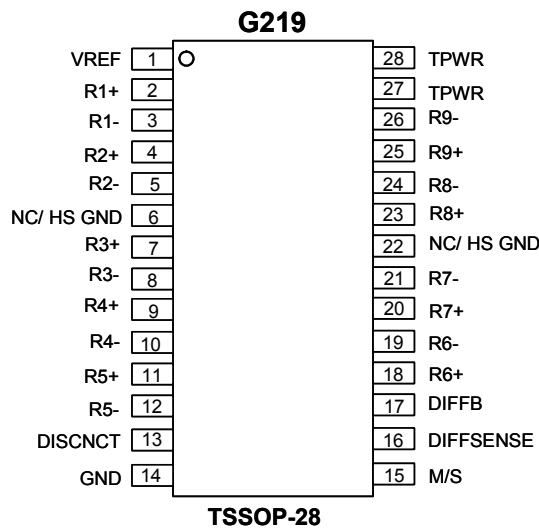 G219
VREF 1 28 TPWR
R1+ 2 27 TPWR
R1- 3 26 R9-
R2+ 4 25 R9+
R2- 5 24 R8-
NC/ HS GND 6 23 R8+
R3+ 7 22 NC/ HS GND
R3- 8 21 R7-
R4+ 9 20 R7+
R4- 10 19 R6-
R5+ 11 18 R6+
R5- 12 17 DIFFB
DISCNCT 13 16 DIFFSENSE
GND 14 15 M/S
TSSOP-28